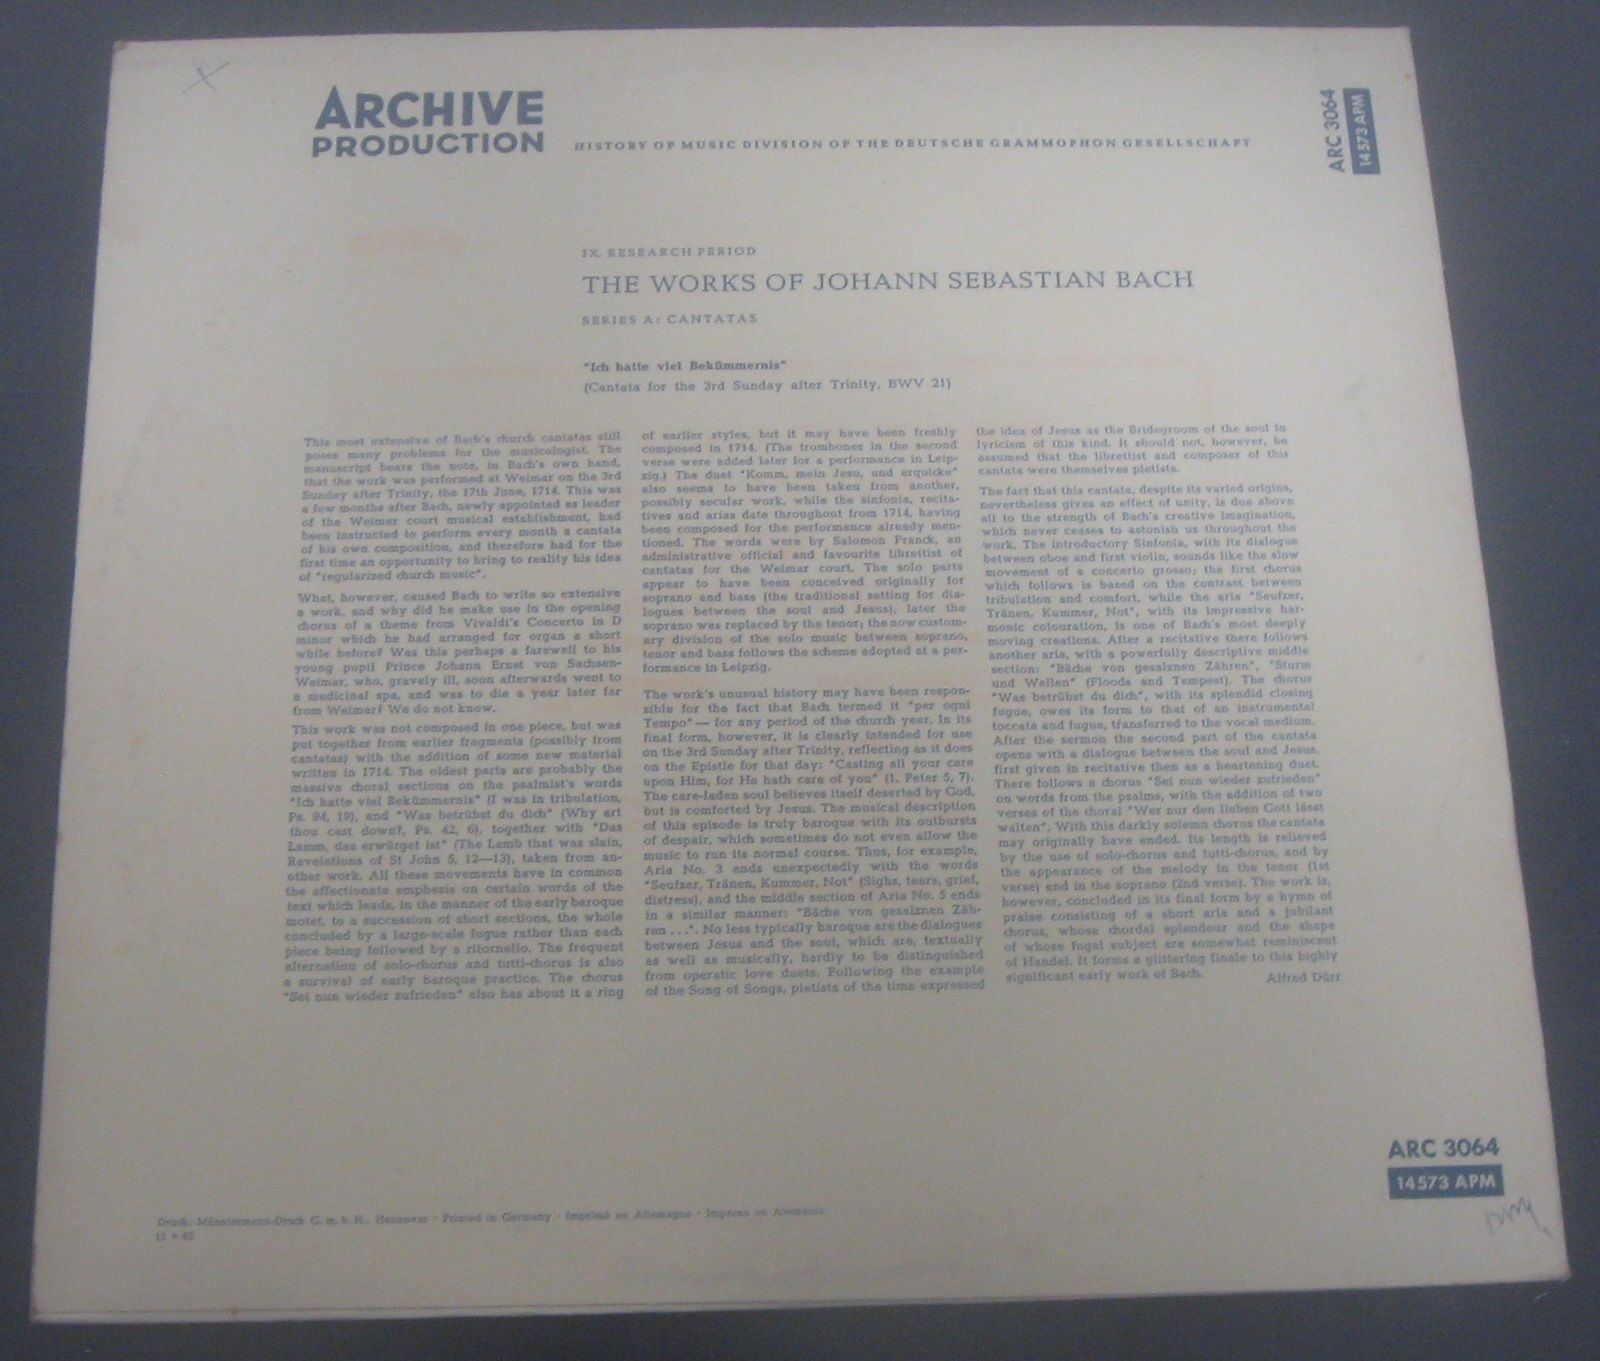 ARCHIVE
PRODUCTION
HISTORY OF MUSIC DIVISION OF THE DEUTSCHE GRAMMOPHON GESELLSCHAFT
ARC 3064
14573 APM
IX. RESEARCH PERIOD
THE WORKS OF JOHANN SEBASTIAN BACH
SERIES A: CANTATAS
"Ich hatte viel Bekümmernis"
(Cantata for the 3rd Sunday after Trinity, BWV 21)
This most extensive of Bach's church cantatas still
poses many problems for the musicologist. The
manuscript bears the note, in Bach's own hand,
that the work was performed at Weimar on the 3rd
Sunday after Trinity, the 17th June, 1714. This was
a few months after Bach, newly appointed as leader
of the Weimar court musical establishment, had
been instructed to perform every month a cantata
of his own composition, and therefore had for the
first time an opportunity to bring to reality his idea
of "regularized church music".
What, however, caused Bach to write so extensive
a work, and why did he make use in the opening
chorus of a theme from Vivaldi's Concerto in D
minor which he had arranged for organ a short
while before? Was this perhaps a farewell to his
young pupil Prince Johann Ernst von Sachsen-
Weimar, who, gravely ill, soon afterwards went to
a medicinal spa, and was to die a year later far
from Weimar? We do not know.
This work was not composed in one piece, but was
put together from earlier fragments (possibly from
cantatas) with the addition of some new material
written in 1714. The oldest parts are probably the
massive choral sections on the psalmist's words
"Ich hatte viel Bekümmernis" (I was in tribulation,
Ps. 94, 19), and "Was betrübst du dich" (Why art
thou cast down?, Ps. 42, 6), together with "Das
Lamm, das erwürget ist" (The Lamb that was slain,
Revelations of St John 5, 12—13), taken from an-
other work. All these movements have in common
the affectionate emphasis on certain words of the
text which leads, in the manner of the early baroque
motet, to a succession of short sections, the whole
concluded by a large-scale fugue rather than each
piece being followed by a ritornello. The frequent
alternation of solo-chorus and tutti-chorus is also
a survival of early baroque practice. The chorus
"Sei nun wieder zufrieden" also has about it a ring
of earlier styles, but it may have been freshly
composed in 1714. (The trombones in the second
verse were added later for a performance in Leip-
zig.) The duet "Komm, mein Jesu, und erquicke"
also seems to have been taken from another,
possibly secular work, while the sinfonia, recita-
tives and arias date throughout from 1714, having
been composed for the performance already men-
tioned. The words were by Salomon Franck, an
administrative official and favourite librettist of
cantatas for the Weimar court. The solo parts
appear to have been conceived originally for
soprano and bass (the traditional setting for dia-
logues between the soul and Jesus), later the
soprano was replaced by the tenor; the now custom-
ary division of the solo music between soprano,
tenor and bass follows the scheme adopted at a per-
formance in Leipzig.
The work's unusual history may have been respon-
sible for the fact that Bach termed it "per ogni
Tempo" — for any period of the church year. In its
final form, however, it is clearly intended for use
on the 3rd Sunday after Trinity, reflecting as it does
on the Epistle for that day: "Casting all your care
upon Him, for He hath care of you" (1. Peter 5, 7).
The care-laden soul believes itself deserted by God,
but is comforted by Jesus. The musical description
of this episode is truly baroque with its outbursts
of despair, which sometimes do not even allow the
music to run its normal course. Thus, for example,
Aria No. 3 ends unexpectedly with the words
"Seufzer, Tränen, Kummer, Not" (Sighs, tears, grief,
distress), and the middle section of Aria No. 5 ends
in a similar manner: "Bäche von gesalznen Zäh-
ren . . .". No less typically baroque are the dialogues
between Jesus and the soul, which are, textually
as well as musically, hardly to be distinguished
from operatic love duets. Following the example
of the Song of Songs, pietists of the time expressed
the idea of Jesus as the Bridegroom of the soul in
lyricism of this kind. It should not, however, be
assumed that the librettist and composer of this
cantata were themselves pietists.
The fact that this cantata, despite its varied origins,
nevertheless gives an effect of unity, is due above
all to the strength of Bach's creative imagination,
which never ceases to astonish us throughout the
work. The introductory Sinfonia, with its dialogue
between oboe and first violin, sounds like the slow
movement of a concerto grosso; the first chorus
which follows is based on the contrast between
tribulation and comfort, while the aria "Seufzer,
Tränen, Kummer, Not", with its impressive har-
monic colouration, is one of Bach's most deeply
moving creations. After a recitative there follows
another aria, with a powerfully descriptive middle
section: "Bäche von gesalznen Zähren", "Sturm
und Wellen" (Floods and Tempest). The chorus
"Was betrübst du dich", with its splendid closing
fugue, owes its form to that of an instrumental
toccata and fugue, transferred to the vocal medium.
After the sermon the second part of the cantata
opens with a dialogue between the soul and Jesus,
first given in recitative then as a heartening duet.
There follows a chorus "Sei nun wieder zufrieden"
on words from the psalms, with the addition of two
verses of the choral "Wer nur den lieben Gott lässt
walten". With this darkly solemn chorus the cantata
may originally have ended. Its length is relieved
by the use of solo-chorus and tutti-chorus, and by
the appearance of the melody in the tenor (1st
verse) and in the soprano (2nd verse). The work is,
however, concluded in its final form by a hymn of
praise consisting of a short aria and a jubilant
chorus, whose chordal splendour and the shape
of whose fugal subject are somewhat reminiscent
of Handel. It forms a glittering finale to this highly
significant early work of Bach.
Alfred Dürr
ARC 3064
14573 APM
Druck: Münstermann-Druck G. m. b. H., Hannover · Printed in Germany · Imprimé en Allemagne · Impreso en Alemania